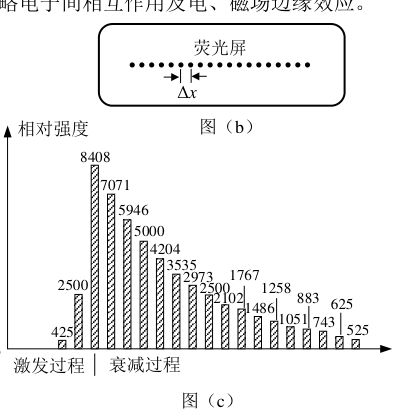 略电子间相互作用及电、磁场边缘效应。
荧光屏
Δx
图（b）
相对强度
8408
7071
5946
5000
4204
3535
2973
2500
2102
1767
1486
1258
1051
883
743
625
525
2500
425
激发过程 衰减过程
图（c）